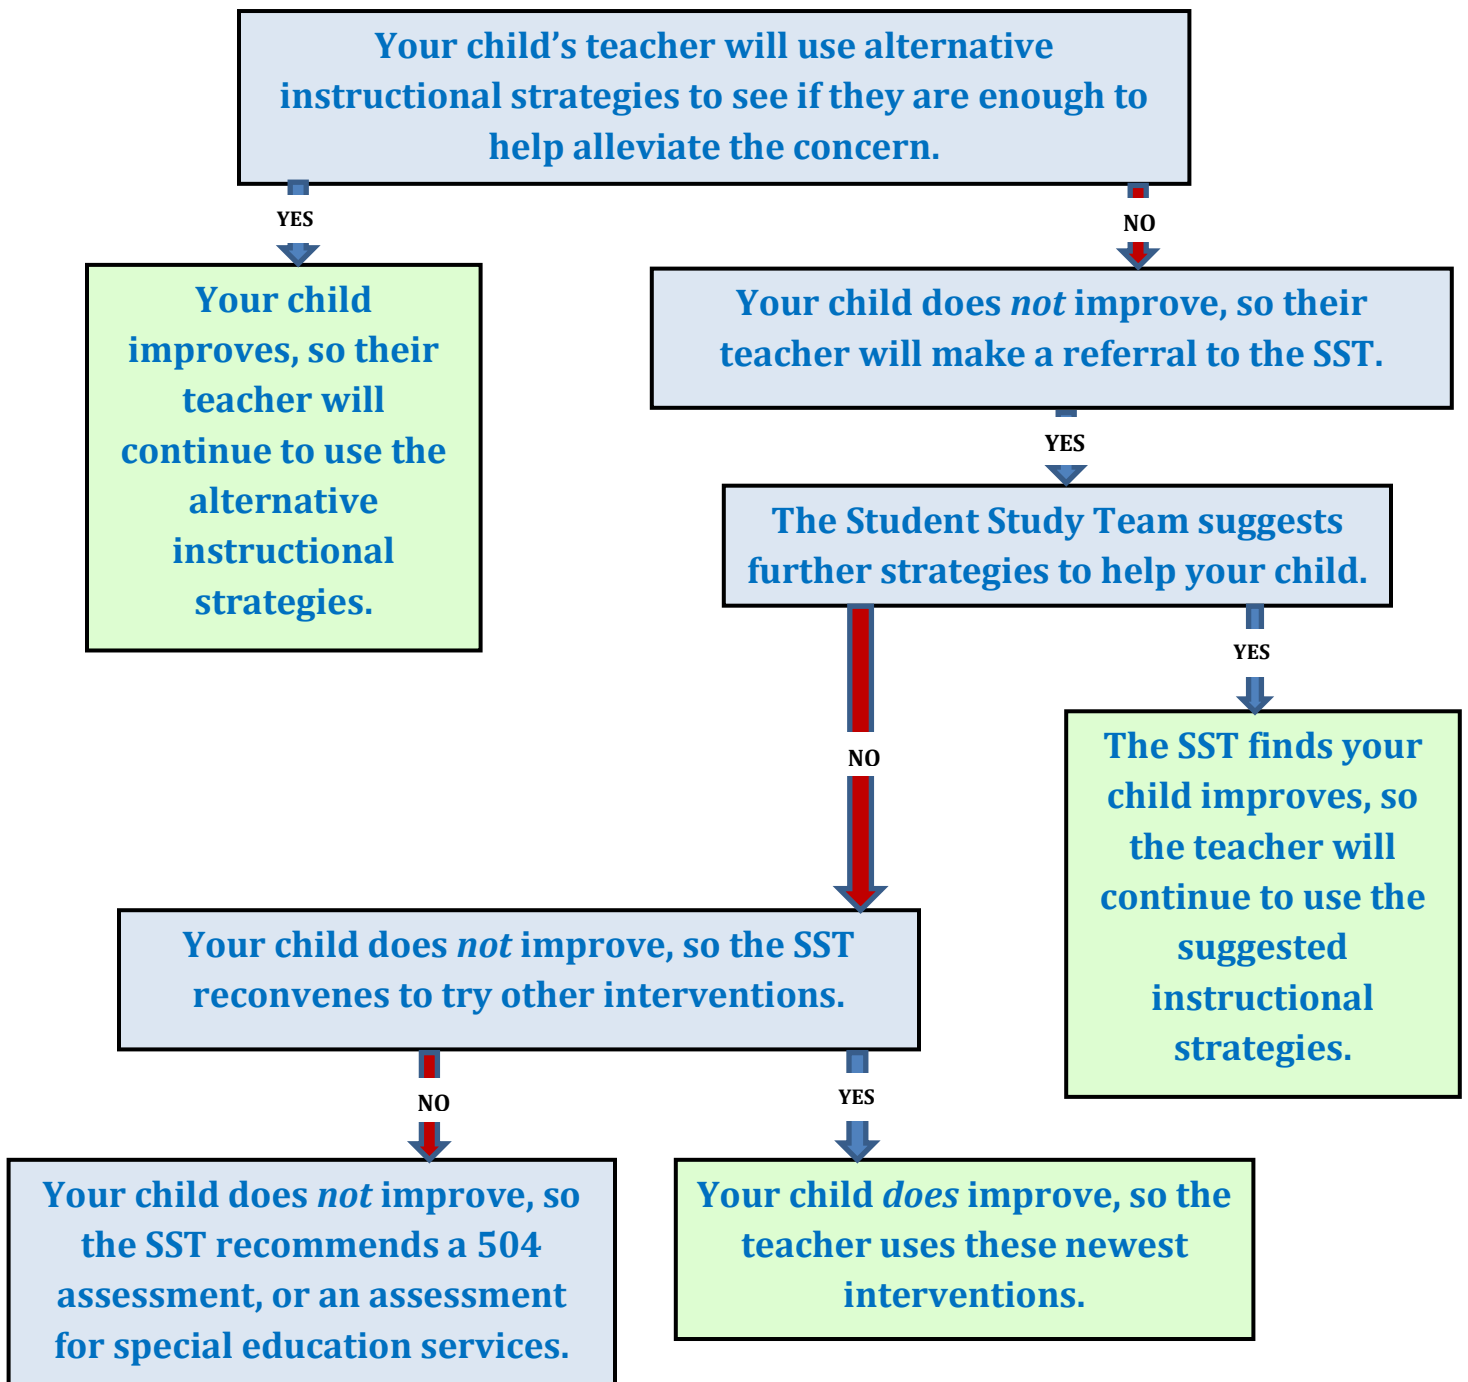 Your child’s teacher will use alternative
instructional strategies to see if they are enough to
help alleviate the concern.
YES
NO
Your child
improves, so their
teacher will
continue to use the
alternative
instructional
strategies.
Your child does not improve, so their
teacher will make a referral to the SST.
YES
The Student Study Team suggests
further strategies to help your child.
NO
YES
The SST finds your
child improves, so
the teacher will
continue to use the
suggested
instructional
strategies.
Your child does not improve, so the SST
reconvenes to try other interventions.
NO
YES
Your child does not improve, so
the SST recommends a 504
assessment, or an assessment
for special education services.
Your child does improve, so the
teacher uses these newest
interventions.